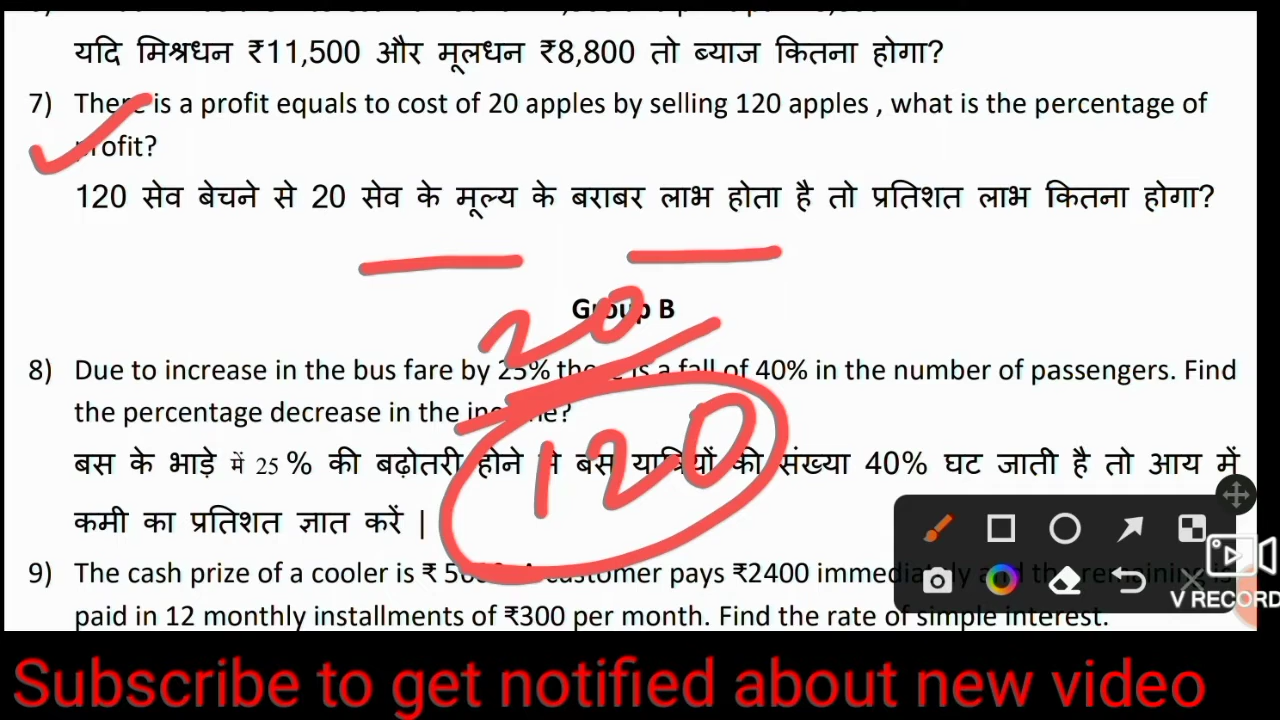 यदि मिश्रधन ₹11,500 और मूलधन ₹8,800 तो ब्याज कितना होगा?
7) There is a profit equals to cost of 20 apples by selling 120 apples , what is the percentage of
profit?
120 सेव बेचने से 20 सेव के मूल्य के बराबर लाभ होता है तो प्रतिशत लाभ कितना होगा?
20
Group B
8) Due to increase in the bus fare by 25% there is a fall of 40% in the number of passengers. Find
the percentage decrease in the income?
120
बस के भाड़े में 25 % की बढ़ोतरी होने से बस यात्रियों की संख्या 40% घट जाती है तो आय में
कमी का प्रतिशत ज्ञात करें |
9) The cash prize of a cooler is ₹ customer pays ₹2400 immediately and the remaining is
paid in 12 monthly installments of ₹300 per month. Find the rate of simple interest.
V RECORD
Subscribe to get notified about new video